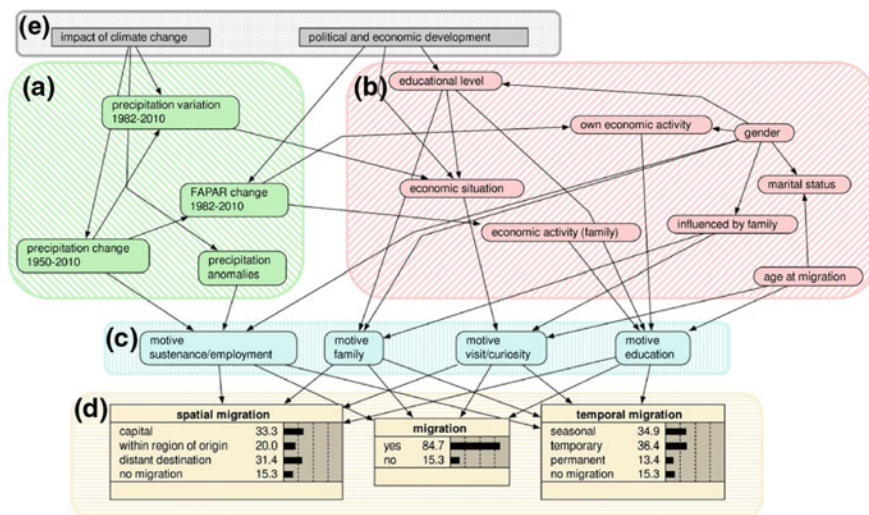 (e)
impact of climate change
political and economic development
(a)
(b)
educational level
precipitation variation
1982-2010
own economic activity
gender
economic situation
marital status
FAPAR change
1982-2010
influenced by family
economic activity (family)
precipitation change
1950-2010
precipitation
anomalies
age at migration
(c)
motive
sustenance/employment
motive
family
motive
visit/curiosity
motive
education
(d)
spatial migration
capital 33.3
within region of origin 20.0
distant destination 31.4
no migration 15.3
migration
yes 84.7
no 15.3
temporal migration
seasonal 34.9
temporary 36.4
permanent 13.4
no migration 15.3